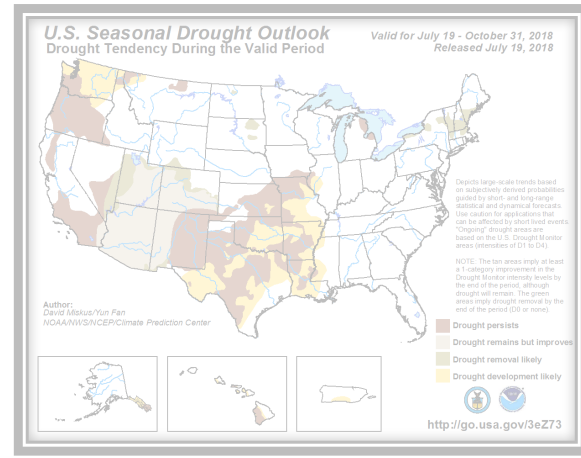 U.S. Seasonal Drought Outlook
Drought Tendency During the Valid Period
Valid for July 19 - October 31, 2018
Released July 19, 2018
Depicts large-scale trends based
on subjectively derived probabilities
guided by short- and long-range
statistical and dynamical forecasts.
Use caution for applications that
can be affected by short lived events.
"Ongoing" drought areas are
based on the U.S. Drought Monitor
areas (intensities of D1 to D4).
NOTE: The tan areas imply at least
a 1-category improvement in the
Drought Monitor intensity levels by
the end of the period, although
drought will remain. The green
areas imply drought removal by the
end of the period (D0 or none).
Author:
David Miskus/Yun Fan
NOAA/NWS/NCEP/Climate Prediction Center
Drought persists
Drought remains but improves
Drought removal likely
Drought development likely
http://go.usa.gov/3eZ73